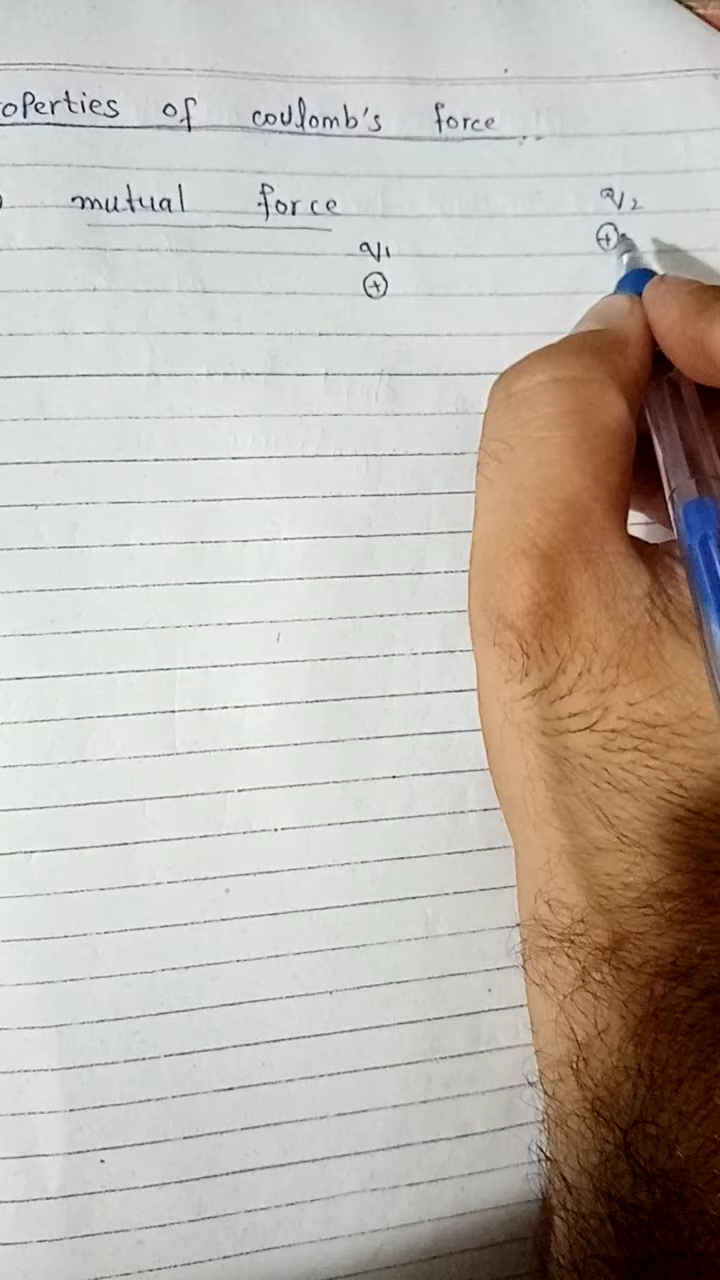 operties of coulomb's force
mutual force
q2
+
q1
+